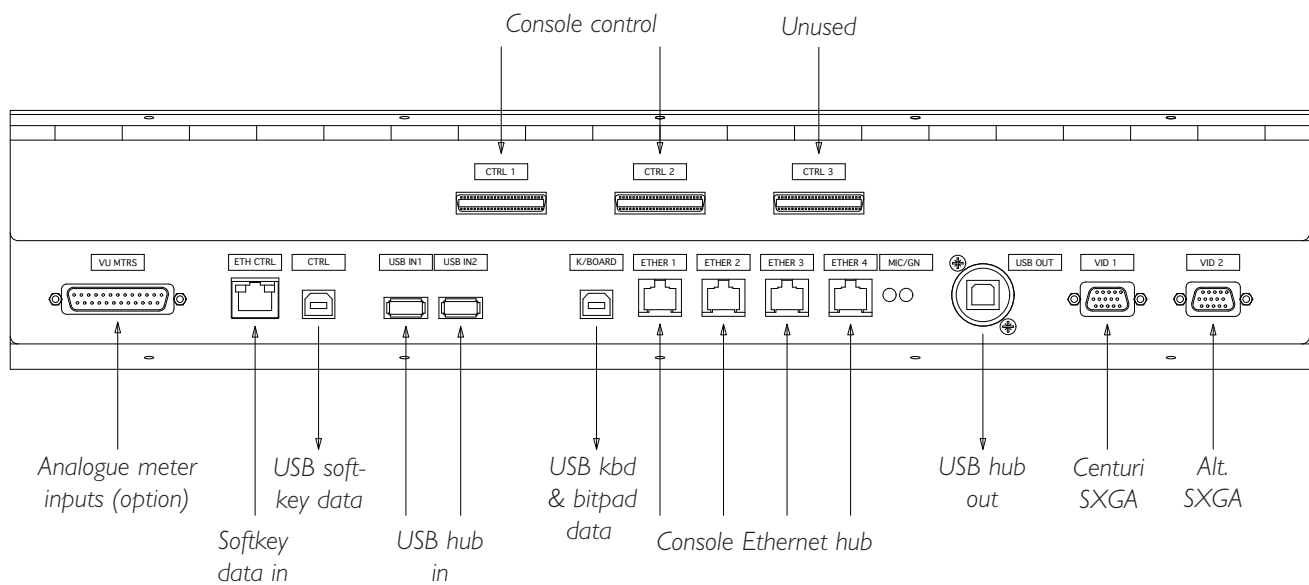 Console control
Unused
CTRL 1
CTRL 2
CTRL 3
VU MTRS
ETH CTRL
CTRL
USB IN1
USB IN2
K/BOARD
ETHER 1
ETHER 2
ETHER 3
ETHER 4
MIC/GN
USB OUT
VID 1
VID 2
Analogue meter
inputs (option)
Softkey
data in
USB soft-
key data
USB hub
in
USB kbd
& bitpad
data
Console Ethernet hub
USB hub
out
Centuri
SXGA
Alt.
SXGA